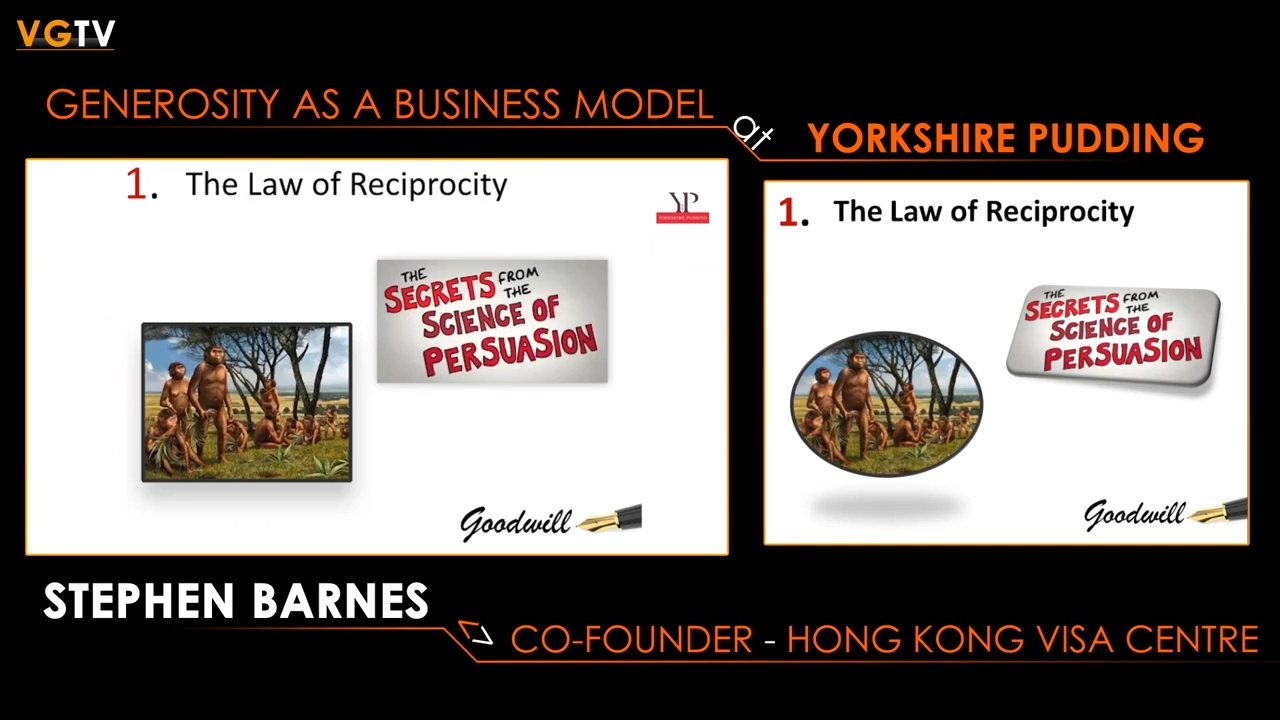 VGTV
GENEROSITY AS A BUSINESS MODEL
at
YORKSHIRE PUDDING
1. The Law of Reciprocity
YP
YORKSHIRE PUDDING
THE
SECRETS FROM
THE
SCIENCE OF
PERSUASION
Goodwill
1. The Law of Reciprocity
THE
SECRETS FROM
THE
SCIENCE OF
PERSUASION
Goodwill
STEPHEN BARNES
CO-FOUNDER - HONG KONG VISA CENTRE